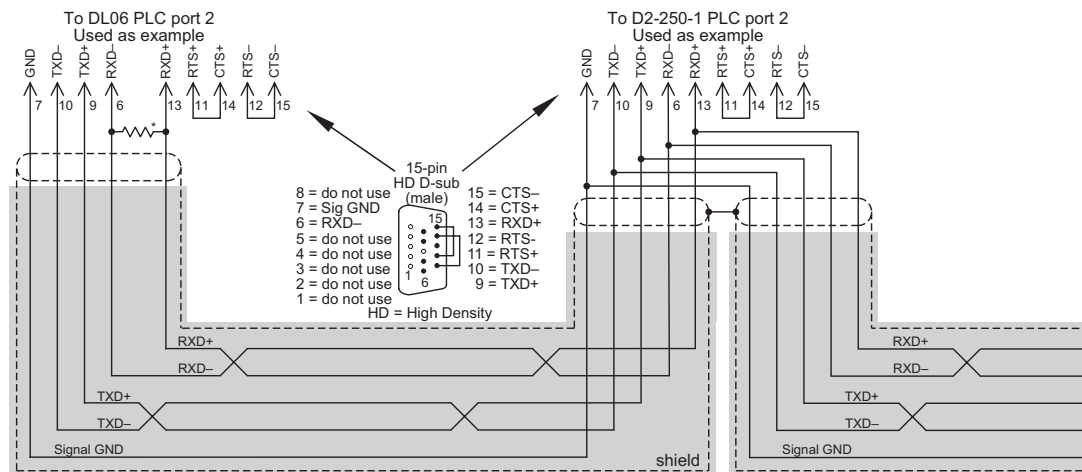 To DL06 PLC port 2
Used as example
GND
TXD–
TXD+
RXD–
RXD+
RTS+
CTS+
RTS–
CTS–
7
10
9
6
13
11
14
12
15
*
To D2-250-1 PLC port 2
Used as example
GND
TXD–
TXD+
RXD–
RXD+
RTS+
CTS+
RTS–
CTS–
7
10
9
6
13
11
14
12
15
15-pin
HD D-sub
(male)
8 = do not use
7 = Sig GND
6 = RXD–
5 = do not use
4 = do not use
3 = do not use
2 = do not use
1 = do not use
15
1
6
15 = CTS–
14 = CTS+
13 = RXD+
12 = RTS-
11 = RTS+
10 = TXD–
9 = TXD+
HD = High Density
RXD+
RXD–
TXD+
TXD–
Signal GND
shield
RXD+
RXD–
TXD+
TXD–
Signal GND